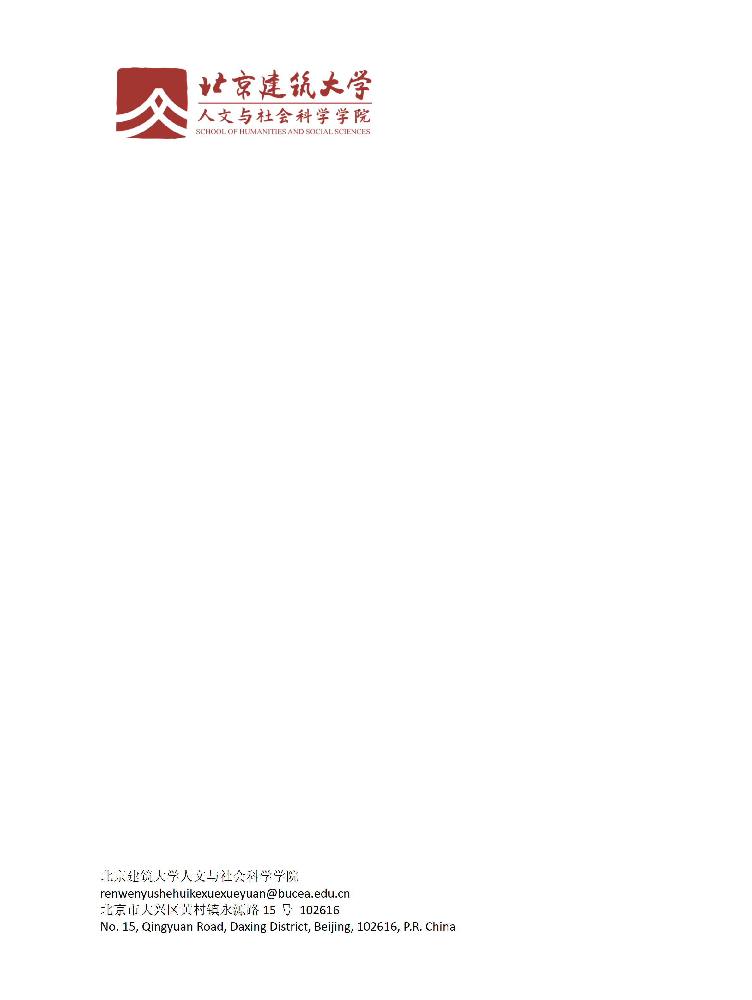 北京建筑大学
人文与社会科学学院
SCHOOL OF HUMANITIES AND SOCIAL SCIENCES
北京建筑大学人文与社会科学学院
renwenyushehuikexuexueyuan@bucea.edu.cn
北京市大兴区黄村镇永源路 15 号 102616
No. 15, Qingyuan Road, Daxing District, Beijing, 102616, P.R. China